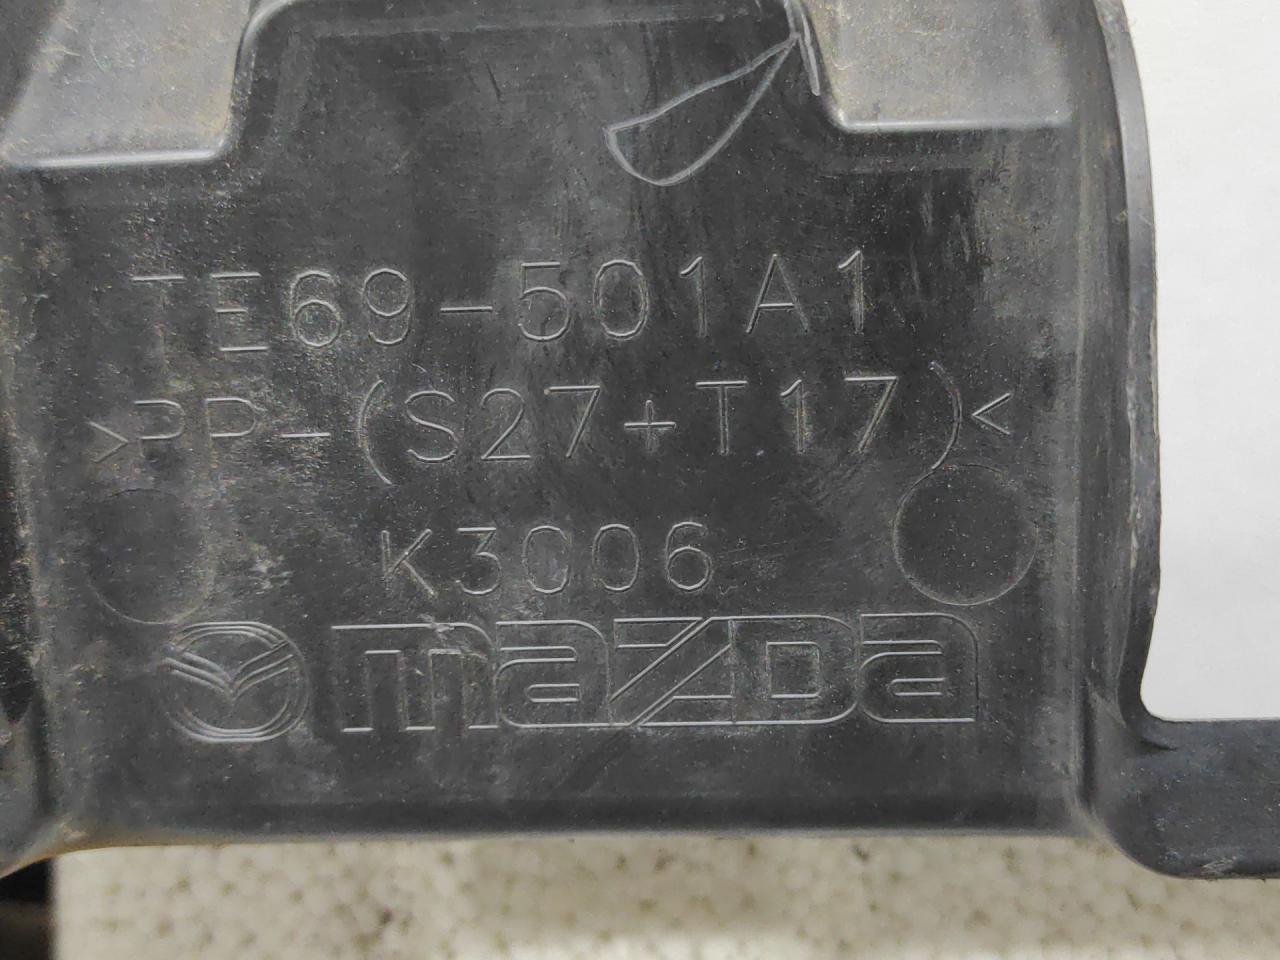 TE69-501A1
>PP-(S27+T17)<
K3006
mazda